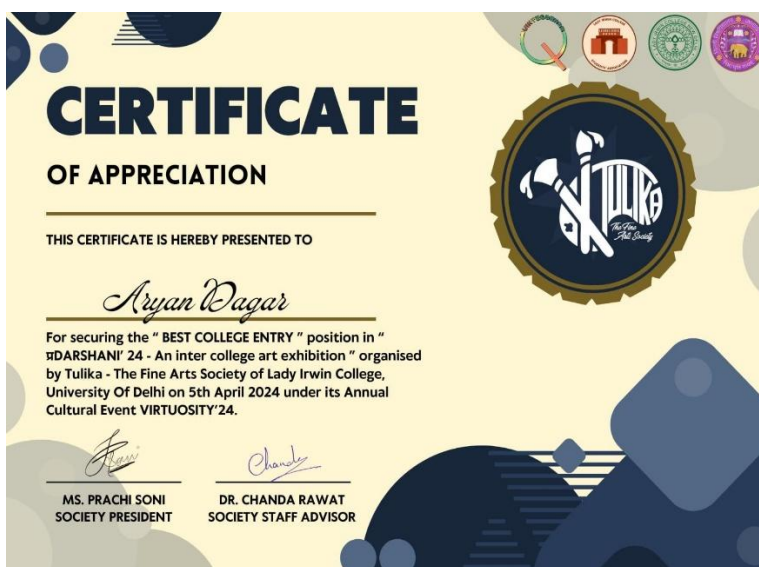 CERTIFICATE
OF APPRECIATION
THIS CERTIFICATE IS HEREBY PRESENTED TO
Aryan Dagar
For securing the “ BEST COLLEGE ENTRY ” position in “
प्रDARSHANI’ 24 - An inter college art exhibition ” organised
by Tulika - The Fine Arts Society of Lady Irwin College,
University Of Delhi on 5th April 2024 under its Annual
Cultural Event VIRTUOSITY’24.
Chanda
MS. PRACHI SONI
SOCIETY PRESIDENT
DR. CHANDA RAWAT
SOCIETY STAFF ADVISOR
TULIKA
The Fine
Arts Society